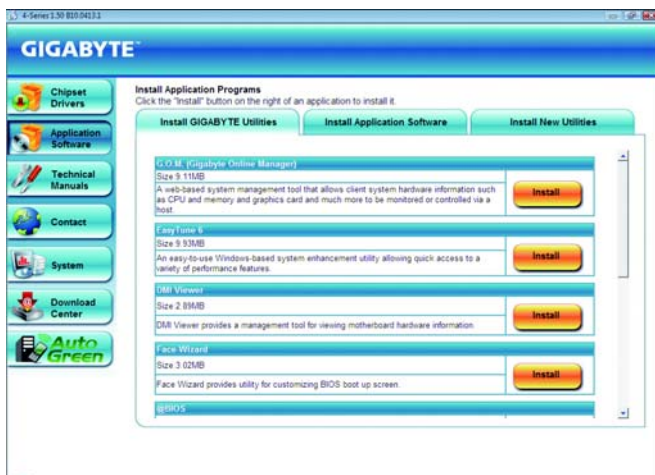 4-Series 1.30 B10.0413.1
GIGABYTE™
Chipset
Drivers
Application
Software
Technical
Manuals
Contact
System
Download
Center
Auto
Green
Install Application Programs
Click the "Install" button on the right of an application to install it.
Install GIGABYTE Utilities
Install Application Software
Install New Utilities
G.O.M. (Gigabyte Online Manager)
Size 9.11MB
A web-based system management tool that allows client system hardware information such
as CPU and memory and graphics card and much more to be monitored or controlled via a
host.
Install
EasyTune 6
Size 9.93MB
An easy-to-use Windows-based system enhancement utility allowing quick access to a
variety of performance features.
Install
DMI Viewer
Size 2.89MB
DMI Viewer provides a management tool for viewing motherboard hardware information.
Install
Face Wizard
Size 3.02MB
Face Wizard provides utility for customizing BIOS boot up screen.
Install
@BIOS